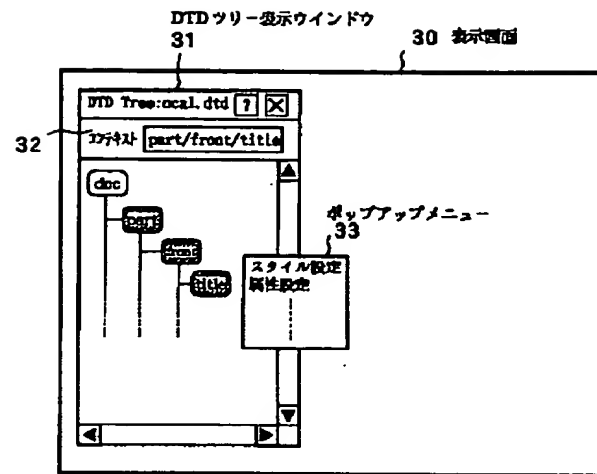 DTDツリー表示ウインドウ
31
30 表示画面
DTD Tree:ocal.dtd ? X
32
コンテキスト part/front/title
doc
part
front
title
ポップアップメニュー
33
スタイル設定
属性設定